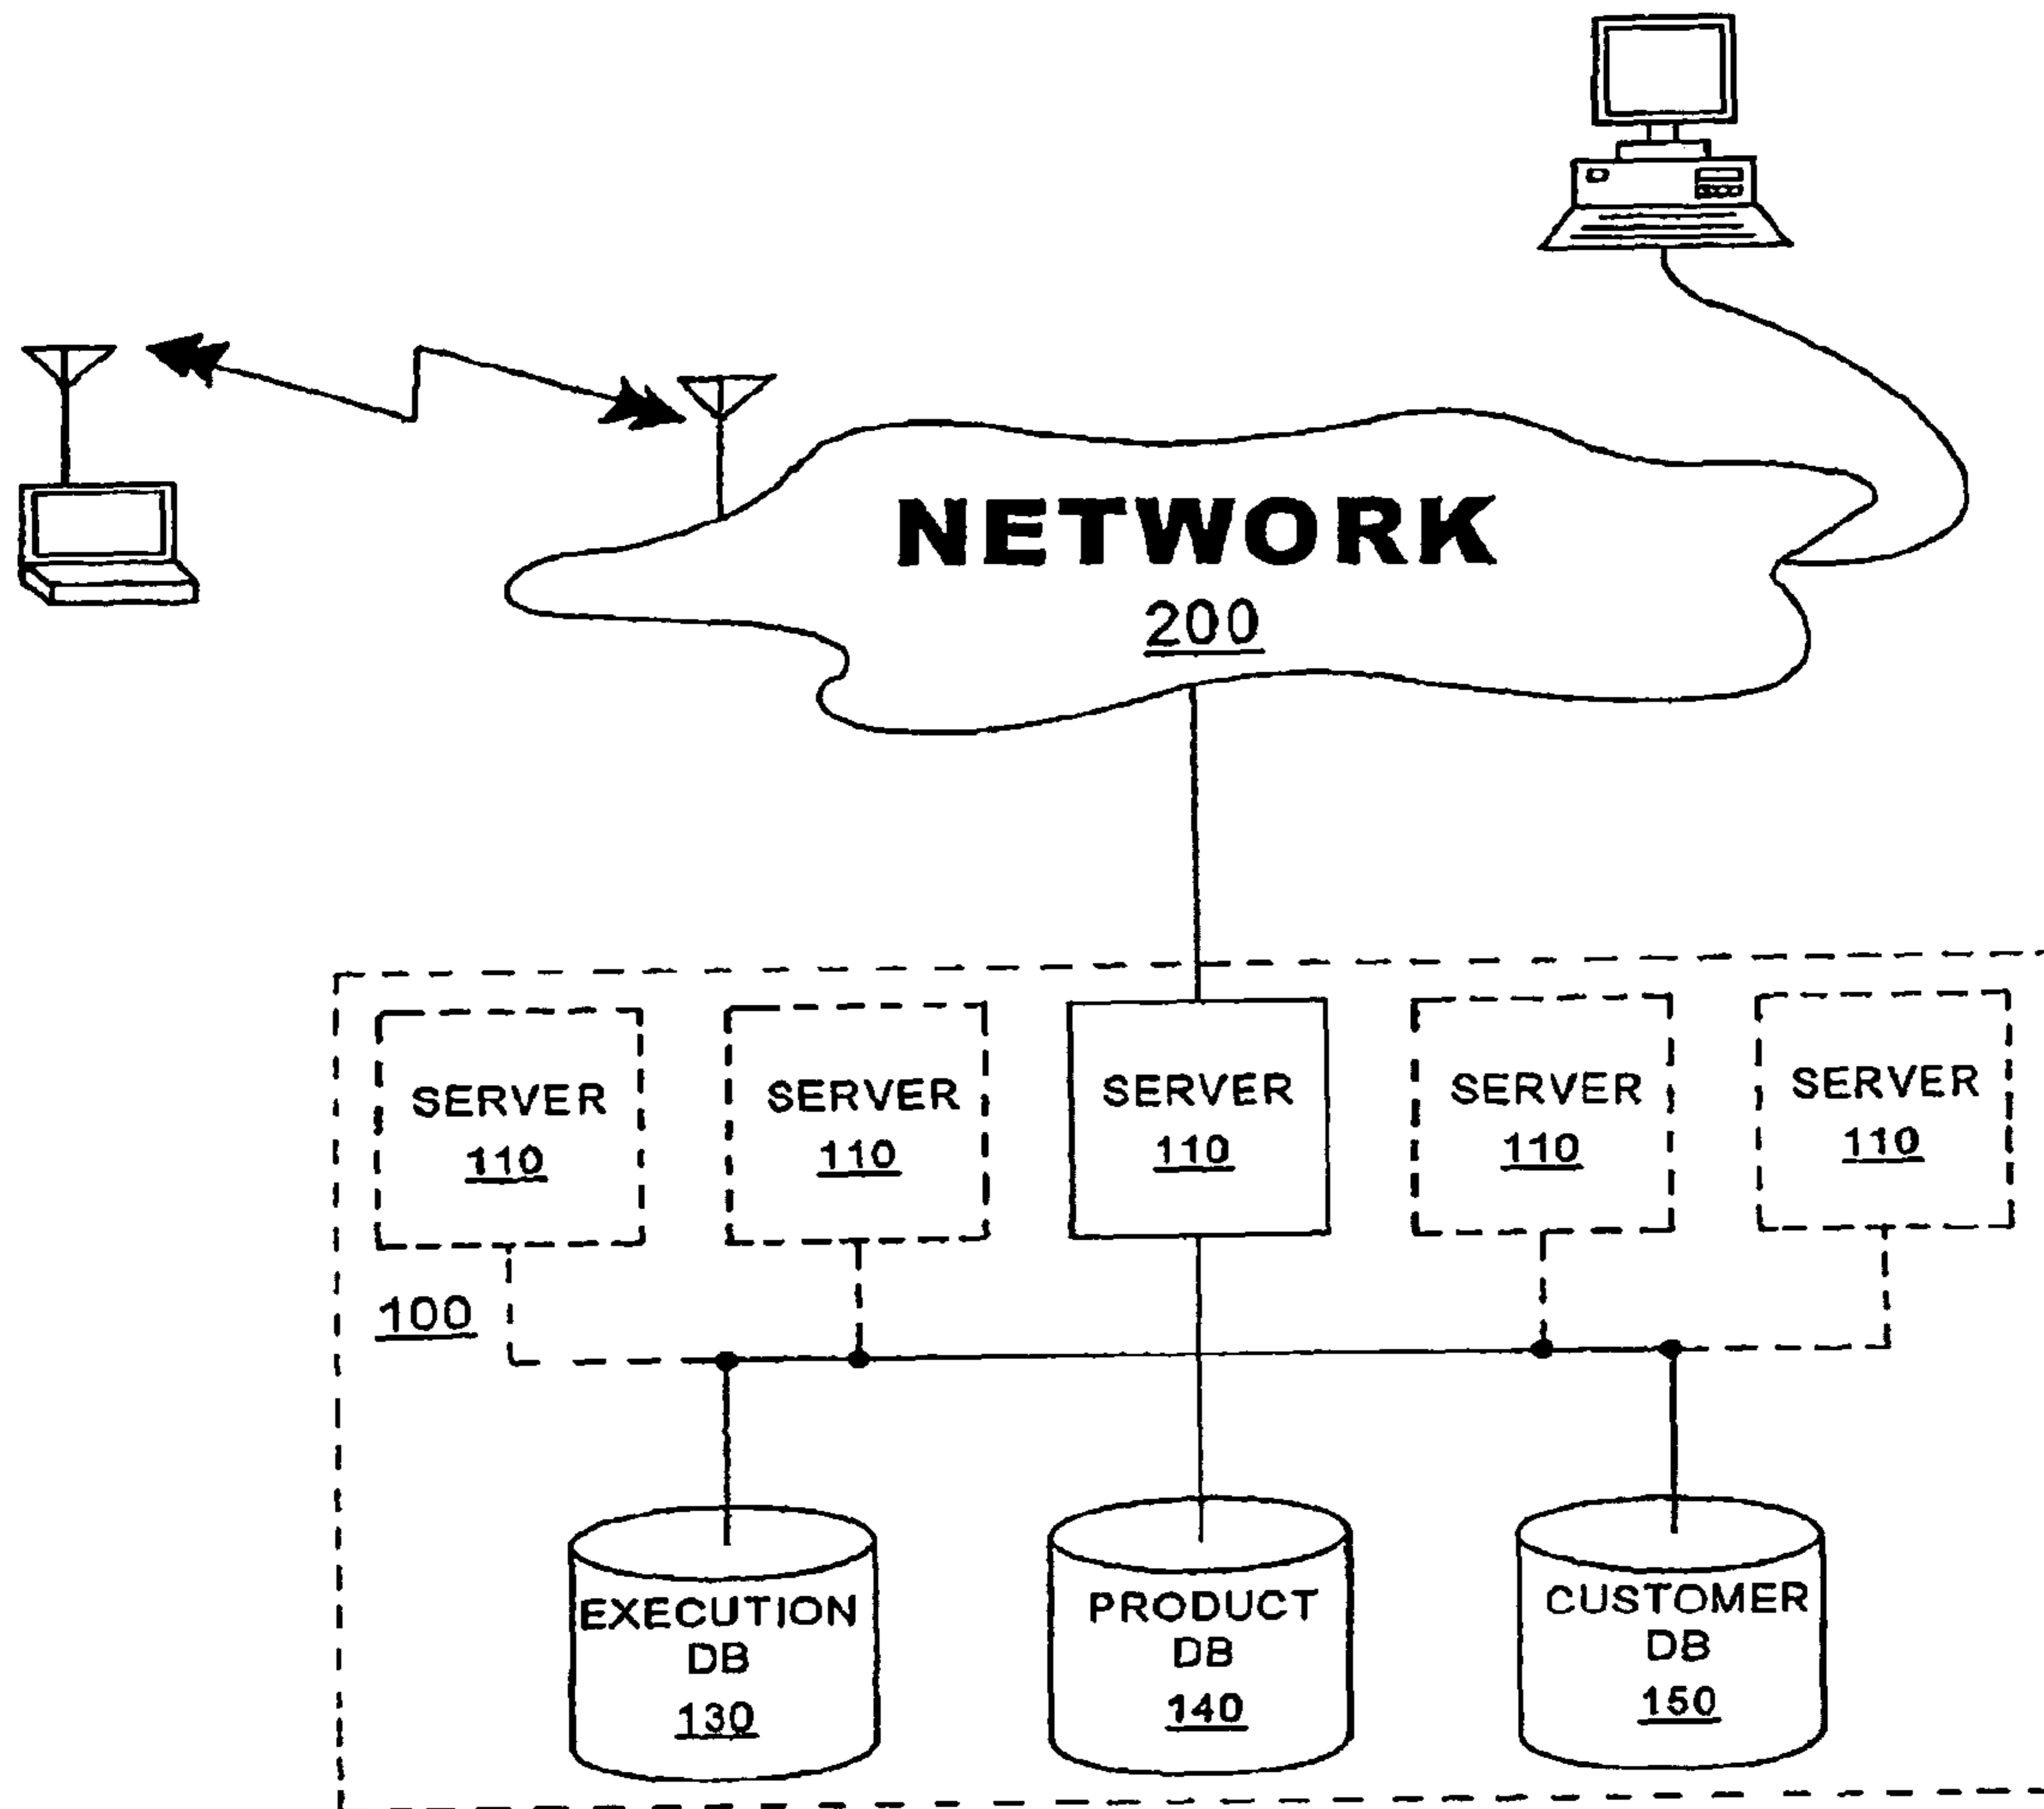 NETWORK
200
SERVER
110
SERVER
110
SERVER
110
SERVER
110
SERVER
110
100
EXECUTION
DB
130
PRODUCT
DB
140
CUSTOMER
DB
150